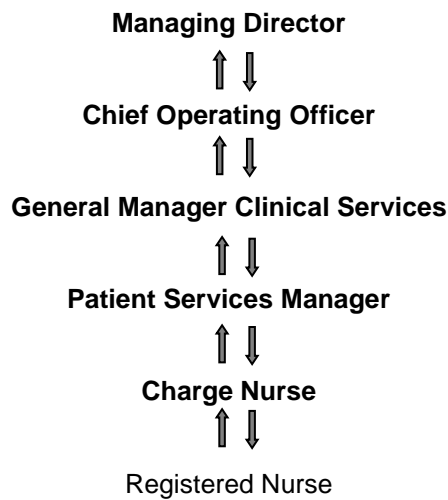 Managing Director
Chief Operating Officer
General Manager Clinical Services
Patient Services Manager
Charge Nurse
Registered Nurse